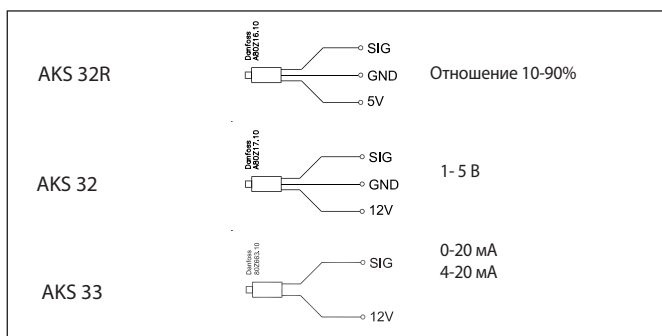 AKS 32R
Danfoss
A80Z16.10
SIG
GND
5V
Отношение 10-90%
AKS 32
Danfoss
A80Z17.10
SIG
GND
12V
1- 5 В
AKS 33
Danfoss
80Z663.10
SIG
12V
0-20 мА
4-20 мА